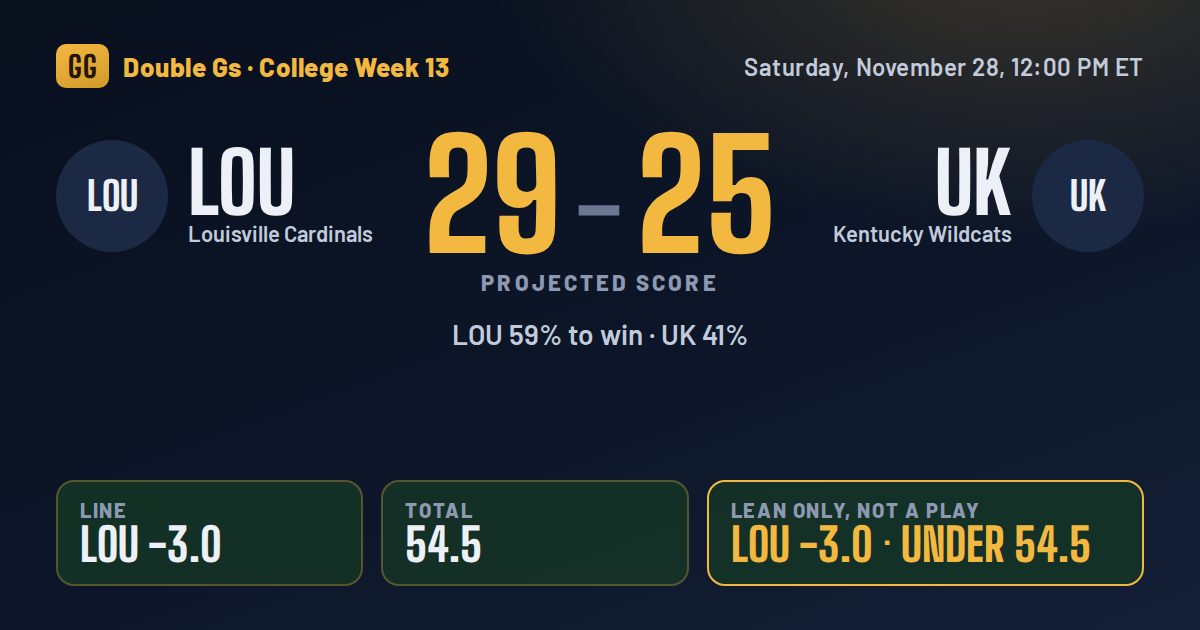 GG Double Gs · College Week 13
Saturday, November 28, 12:00 PM ET
LOU
LOU
Louisville Cardinals
29 – 25
UK
Kentucky Wildcats
UK
PROJECTED SCORE
LOU 59% to win · UK 41%
LINE
LOU −3.0
TOTAL
54.5
LEAN ONLY, NOT A PLAY
LOU −3.0 · UNDER 54.5